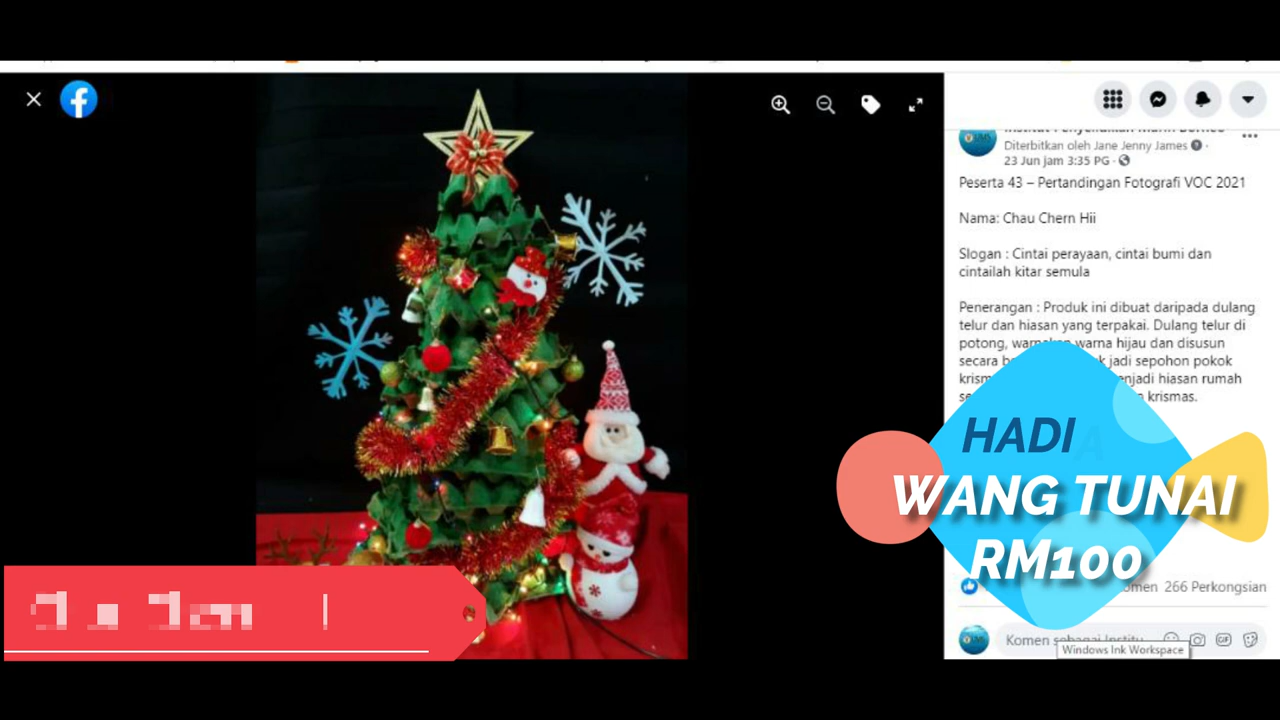 Diterbitkan oleh Jane Jenny James
23 Jun jam 3:35 PG
Peserta 43 – Pertandingan Fotografi VOC 2021
Nama: Chau Chern Hii
Slogan : Cintai perayaan, cintai bumi dan
cintailah kitar semula
Penerangan : Produk ini dibuat daripada dulang
telur dan hiasan yang terpakai. Dulang telur di
potong, warna hijau dan disusun
secara jadi sepohon pokok
hiasan rumah
krismas.
HADI
WANG TUNAI
RM100
266 Perkongsian
Komen sebagai
GIF
Windows Ink Workspace